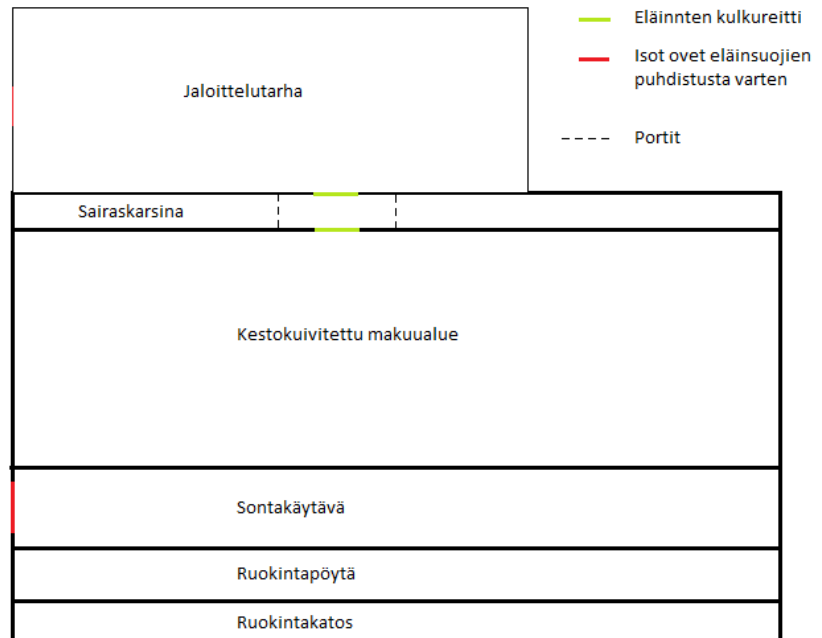 Eläinnten kulkureitti
Isot ovet eläinsuojien
puhdistusta varten
Jaloittelutarha
Portit
Sairaskarsina
Kestokuivitettu makuualue
Sontakäytävä
Ruokintapöytä
Ruokintakatos